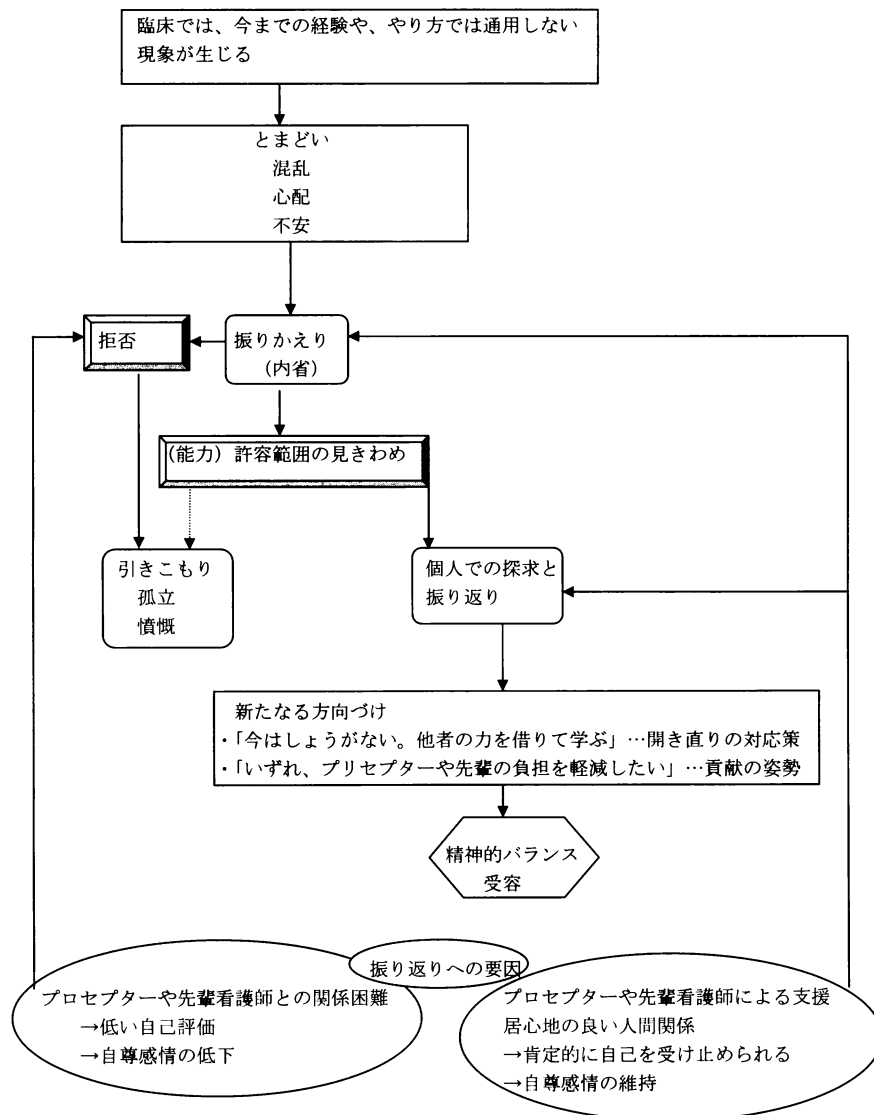 臨床では、今までの経験や、やり方では通用しない
現象が生じる
とまどい
混乱
心配
不安
拒否
振りかえり
（内省）
(能力）許容範囲の見きわめ
引きこもり
孤立
憤慨
個人での探求と
振り返り
新たなる方向づけ
・「今はしょうがない。他者の力を借りて学ぶ」…開き直りの対応策
・「いずれ、プリセプターや先輩の負担を軽減したい」…貢献の姿勢
精神的バランス
受容
振り返りへの要因
プロセプターや先輩看護師との関係困難
→低い自己評価
→自尊感情の低下
プロセプターや先輩看護師による支援
居心地の良い人間関係
→肯定的に自己を受け止められる
→自尊感情の維持